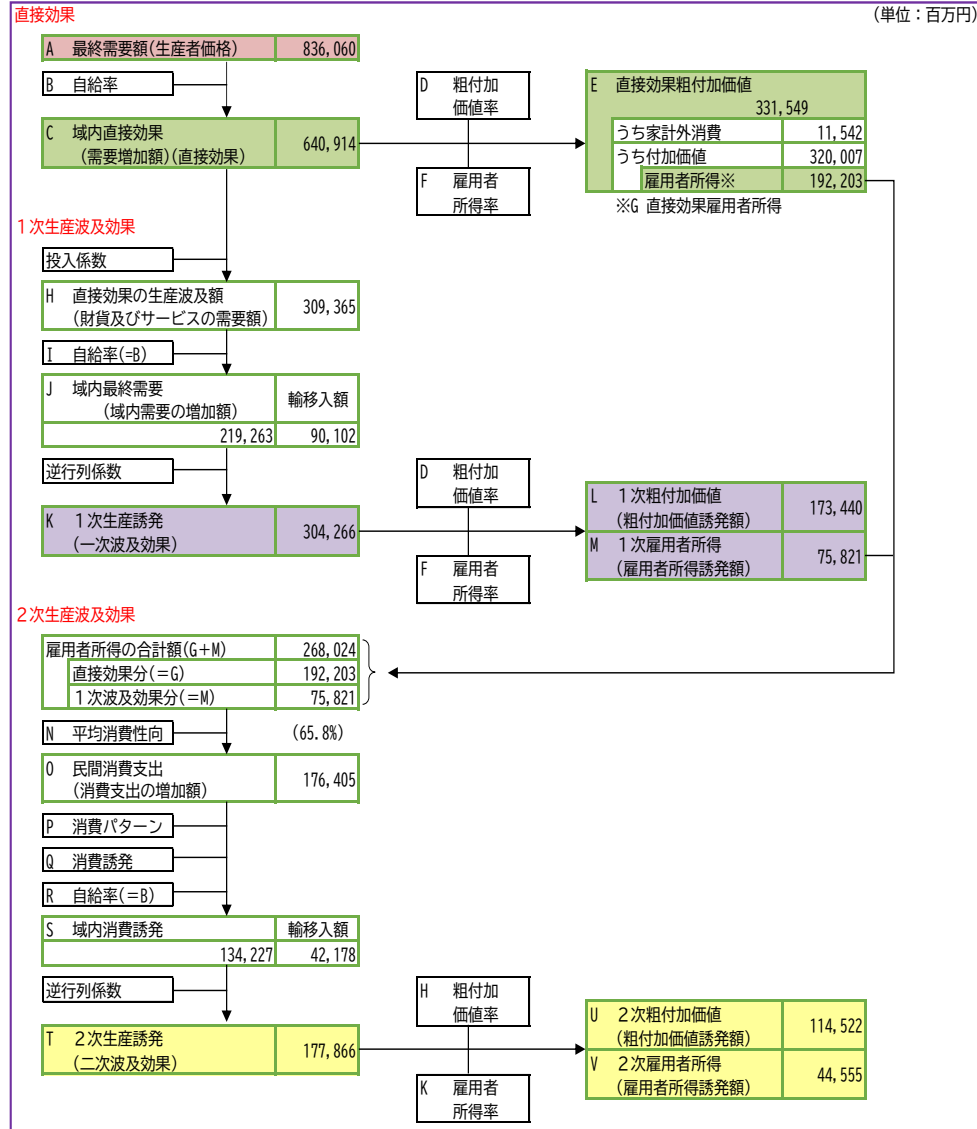 直接効果
(単位：百万円)
A 最終需要額(生産者価格) 836,060
B 自給率
D 粗付加
価値率
E 直接効果粗付加価値
331,549
C 域内直接効果
(需要増加額)(直接効果)
640,914
うち家計外消費 11,542
うち付加価値 320,007
雇用者所得※ 192,203
F 雇用者
所得率
※G 直接効果雇用者所得
１次生産波及効果
投入係数
H 直接効果の生産波及額
(財貨及びサービスの需要額)
309,365
I 自給率(=B)
J 域内最終需要
(域内需要の増加額)
輸移入額
219,263 90,102
逆行列係数
D 粗付加
価値率
K １次生産誘発
(一次波及効果)
304,266
L １次粗付加価値
(粗付加価値誘発額)
173,440
M １次雇用者所得
(雇用者所得誘発額)
75,821
F 雇用者
所得率
２次生産波及効果
雇用者所得の合計額(G＋M) 268,024
直接効果分(＝G) 192,203
１次波及効果分(＝M) 75,821
N 平均消費性向 (65.8%)
O 民間消費支出
(消費支出の増加額)
176,405
P 消費パターン
Q 消費誘発
R 自給率(＝B)
S 域内消費誘発 輸移入額
134,227 42,178
逆行列係数
H 粗付加
価値率
T ２次生産誘発
(二次波及効果)
177,866
U ２次粗付加価値
(粗付加価値誘発額)
114,522
V ２次雇用者所得
(雇用者所得誘発額)
44,555
K 雇用者
所得率